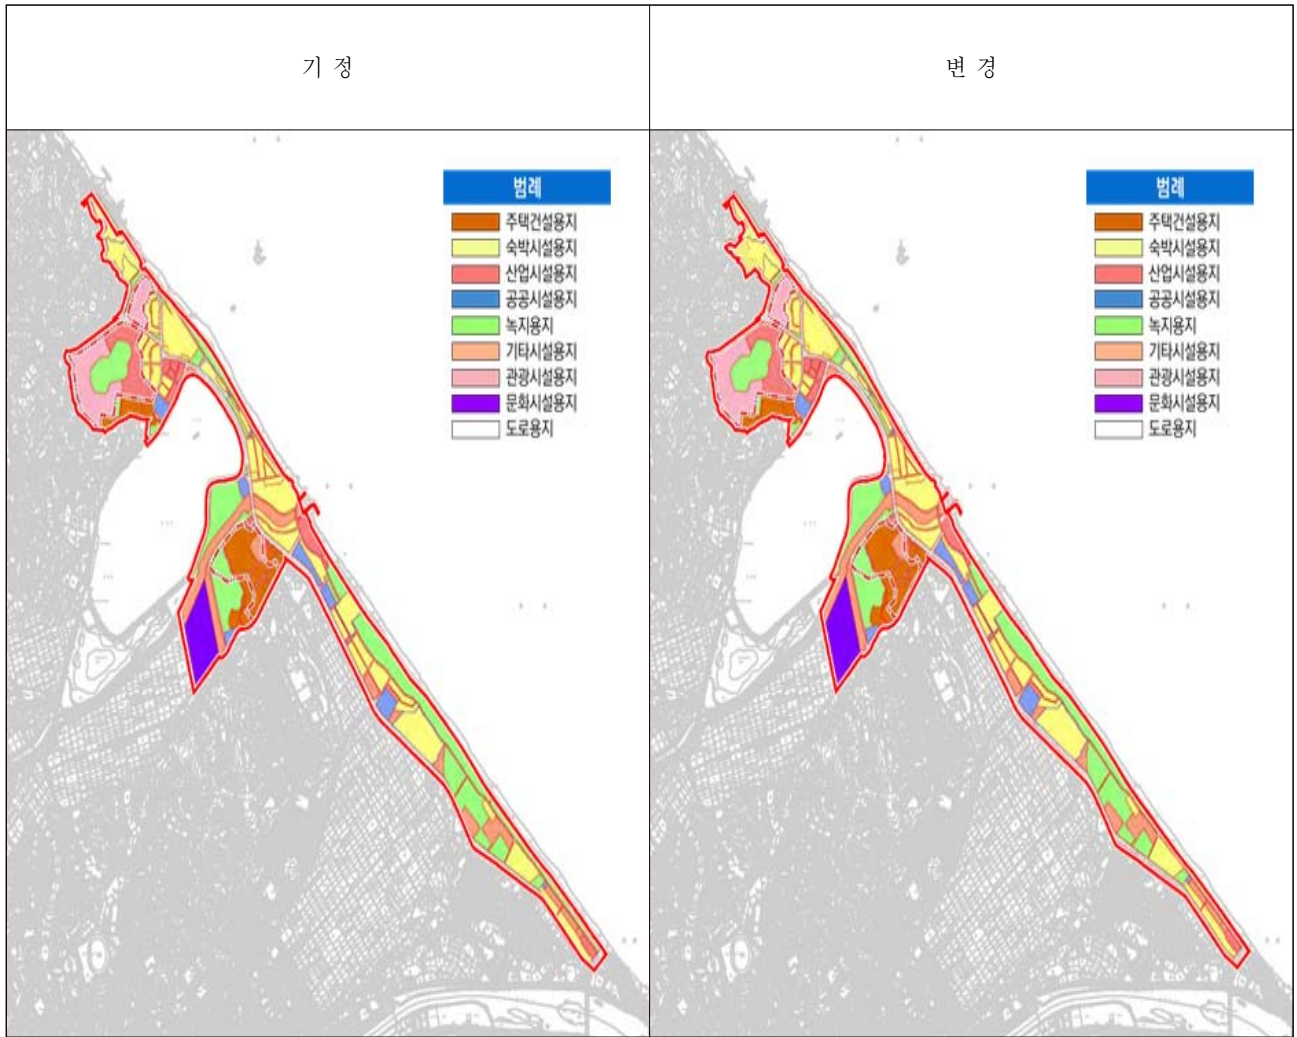 기 정
변 경
범례
주택건설용지
숙박시설용지
산업시설용지
공공시설용지
녹지용지
기타시설용지
관광시설용지
문화시설용지
도로용지
범례
주택건설용지
숙박시설용지
산업시설용지
공공시설용지
녹지용지
기타시설용지
관광시설용지
문화시설용지
도로용지